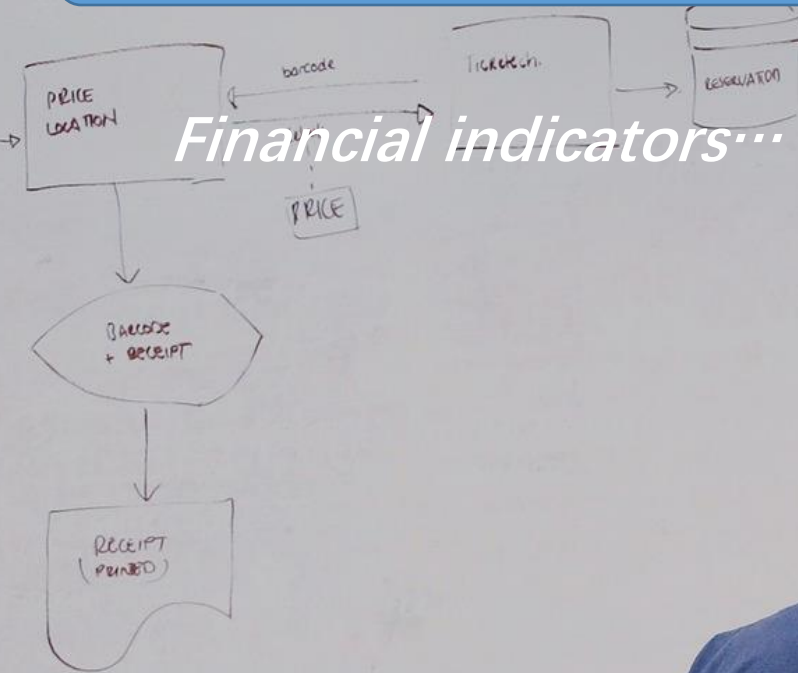 barcode
Ticketech.
PRICE
LOCATION
RESERVATION
Financial indicators…
PRICE
BARCODE
+ RECEIPT
RECEIPT
(PRINTED)